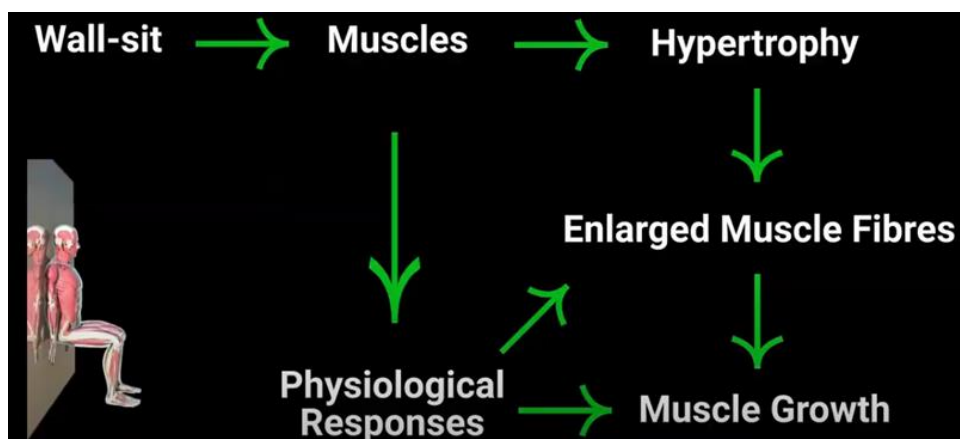 Wall-sit
Muscles
Hypertrophy
Enlarged Muscle Fibres
Physiological
Responses
Muscle Growth